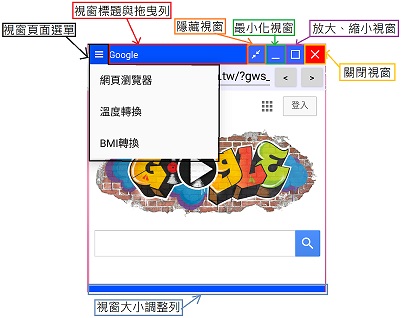 視窗標題與拖曳列
隱藏視窗
最小化視窗
放大、縮小視窗
視窗頁面選單
Google
關閉視窗
網頁瀏覽器
.tw/?gws_
<
>
溫度轉換
登入
BMI轉換
GOOGLE
視窗大小調整列